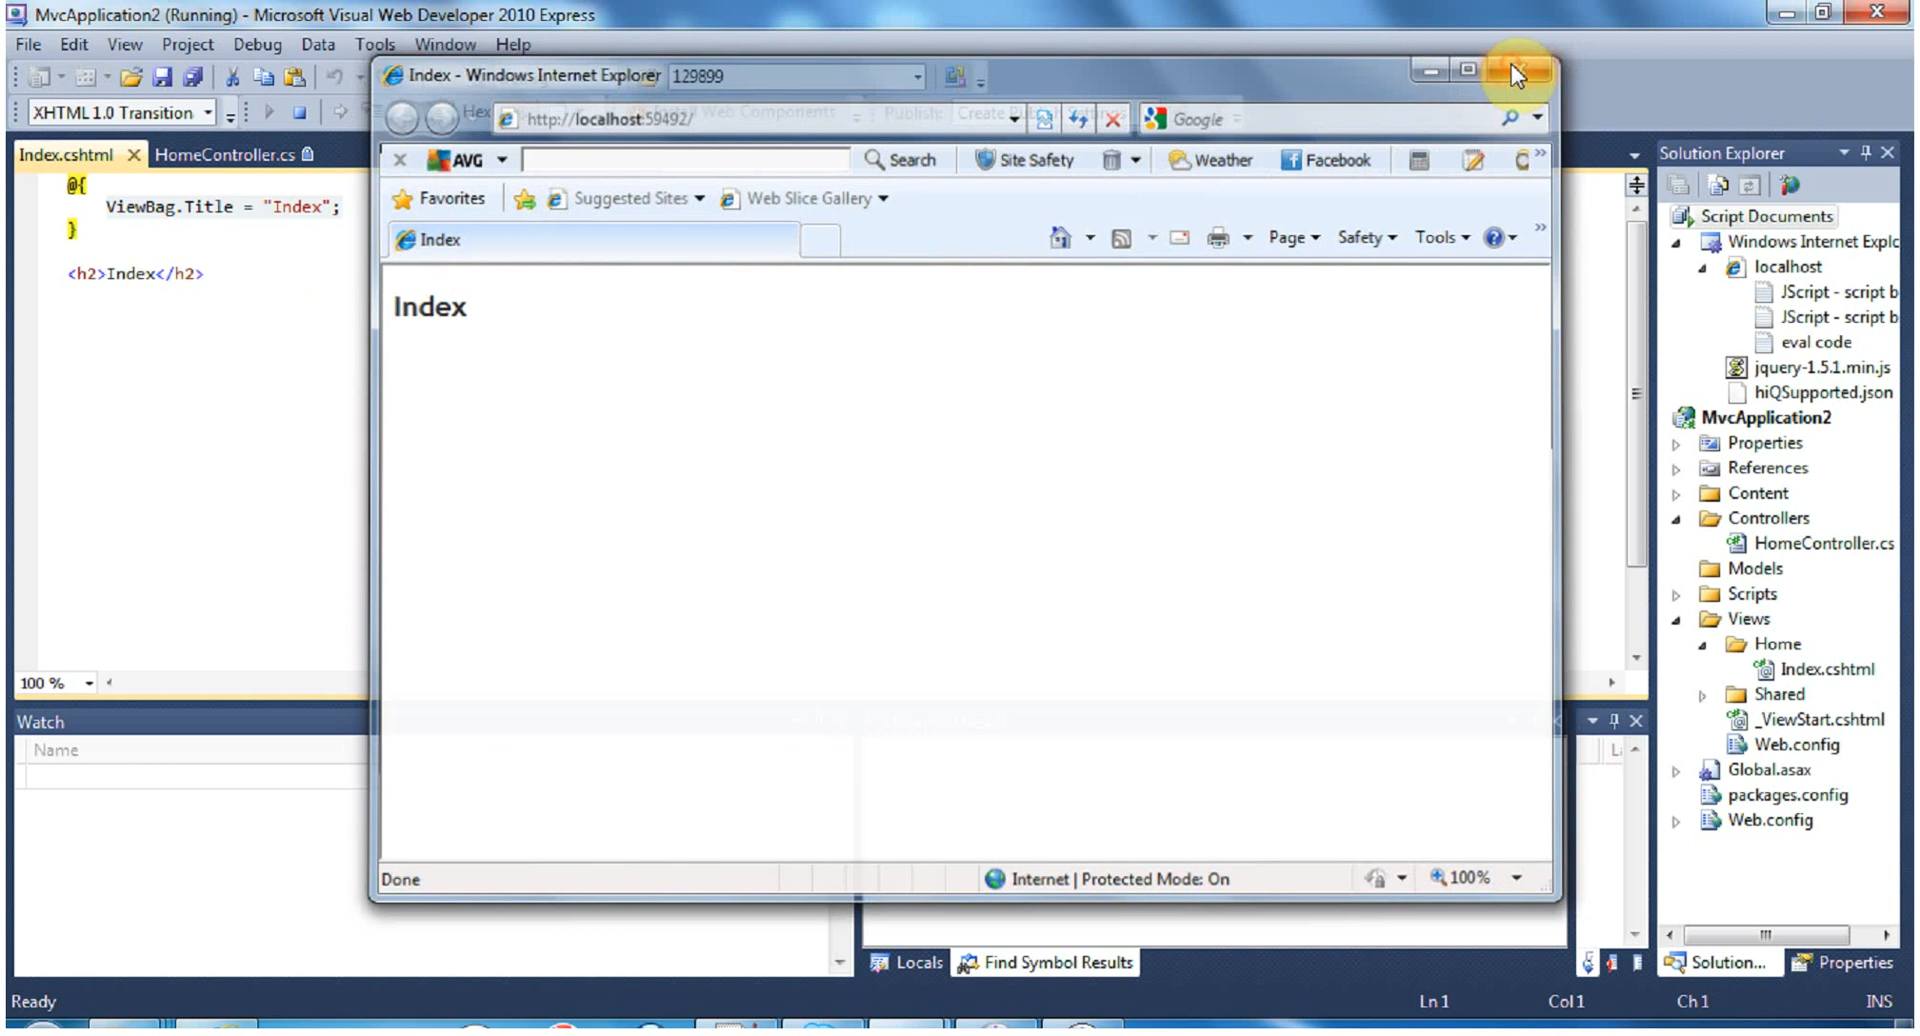 MvcApplication2 (Running) - Microsoft Visual Web Developer 2010 Express
File Edit View Project Debug Data Tools Window Help
Index - Windows Internet Explorer 129899
XHTML 1.0 Transition
Hex Install Web Components Publish: Create
http://localhost:59492/
Google
Index.cshtml HomeController.cs
AVG Search Site Safety Weather Facebook
Favorites Suggested Sites Web Slice Gallery
Index Page Safety Tools
@{
ViewBag.Title = "Index";
}
<h2>Index</h2>
Index
100 %
Watch
Name
Done Internet | Protected Mode: On 100%
Locals Find Symbol Results
Solution Explorer
Script Documents
Windows Internet Explc
localhost
JScript - script b
JScript - script b
eval code
jquery-1.5.1.min.js
hiQSupported.json
MvcApplication2
Properties
References
Content
Controllers
HomeController.cs
Models
Scripts
Views
Home
Index.cshtml
Shared
_ViewStart.cshtml
Web.config
Global.asax
packages.config
Web.config
Solution... Properties
Ready Ln 1 Col 1 Ch 1 INS